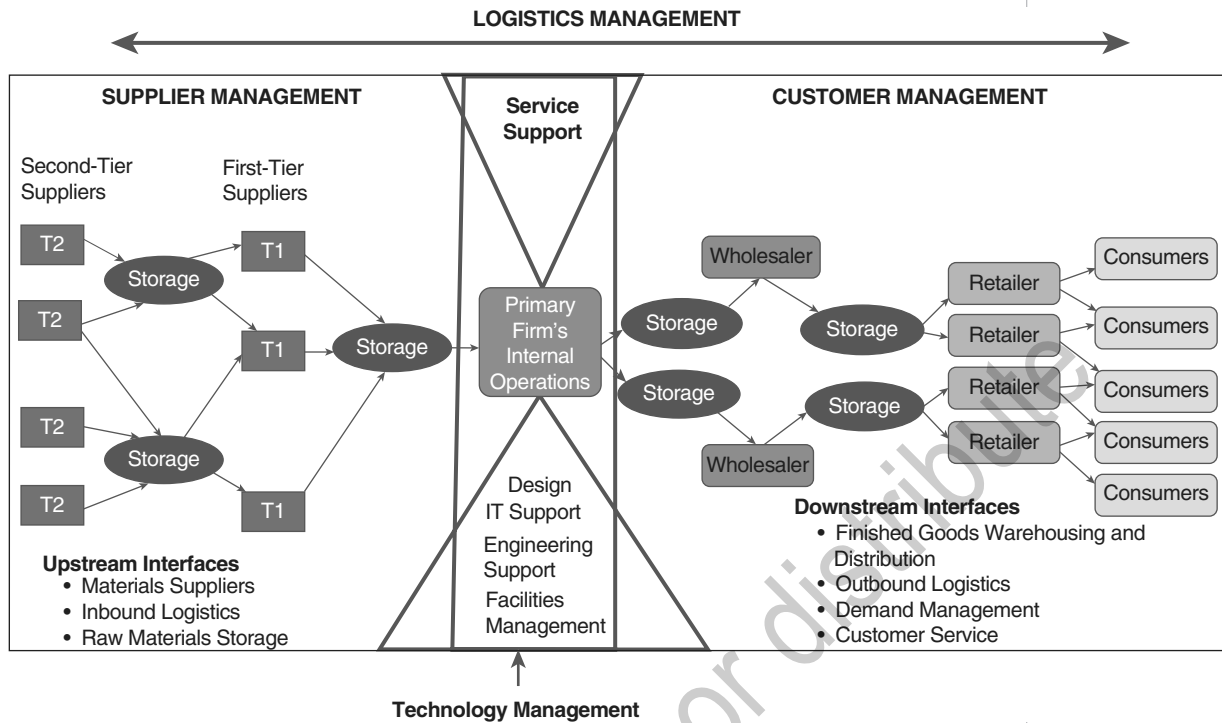 LOGISTICS MANAGEMENT
SUPPLIER MANAGEMENT
Service
Support
CUSTOMER MANAGEMENT
Second-Tier
Suppliers
First-Tier
Suppliers
T2
T2
T2
T2
Storage
Storage
T1
T1
T1
Storage
Primary
Firm's
Internal
Operations
Storage
Storage
Wholesaler
Wholesaler
Storage
Storage
Retailer
Retailer
Retailer
Retailer
Consumers
Consumers
Consumers
Consumers
Consumers
Upstream Interfaces
• Materials Suppliers
• Inbound Logistics
• Raw Materials Storage
Design
IT Support
Engineering
Support
Facilities
Management
Downstream Interfaces
• Finished Goods Warehousing and
Distribution
• Outbound Logistics
• Demand Management
• Customer Service
Technology Management
or distribute